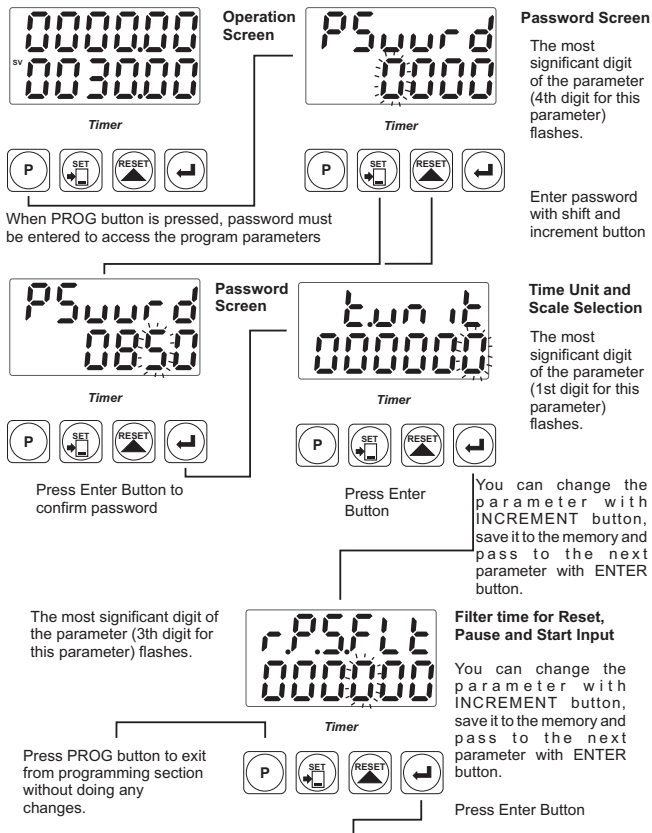 Operation
Screen
0000.00
SV
0030.00
Timer
P
SET
RESET
PSwrd
0000
Timer
P
SET
RESET
Password Screen
The most
significant digit
of the parameter
(4th digit for this
parameter)
flashes.
When PROG button is pressed, password must
be entered to access the program parameters
Enter password
with shift and
increment button
PSwrd
0850
Timer
P
SET
RESET
Password
Screen
t.unit
000000
Timer
P
SET
RESET
Time Unit and
Scale Selection
The most
significant digit
of the parameter
(1st digit for this
parameter)
flashes.
Press Enter Button to
confirm password
Press Enter
Button
You can change the
parameter with
INCREMENT button,
save it to the memory and
pass to the next
parameter with ENTER
button.
The most significant digit of
the parameter (3th digit for
this parameter) flashes.
r.P.S.FLt
000000
Timer
P
SET
RESET
Filter time for Reset,
Pause and Start Input
You can change the
parameter with
INCREMENT button,
save it to the memory and
pass to the next
parameter with ENTER
button.
Press PROG button to exit
from programming section
without doing any
changes.
Press Enter Button